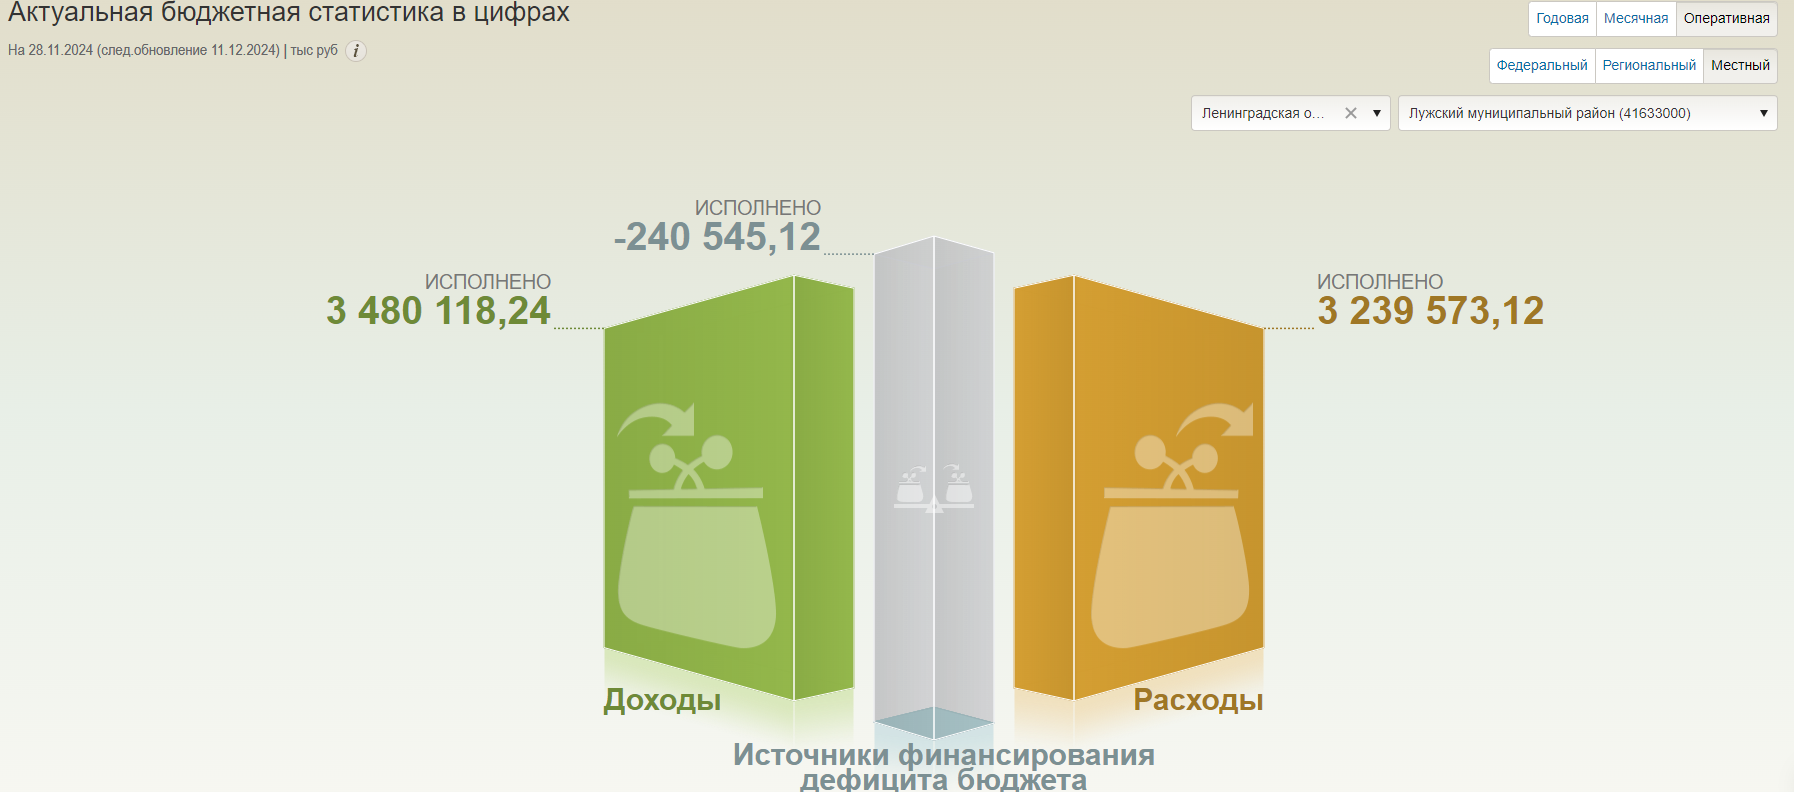 Актуальная бюджетная статистика в цифрах
На 28.11.2024 (след.обновление 11.12.2024) | тыс руб i
Годовая Месячная Оперативная
Федеральный Региональный Местный
Ленинградская о... Лужский муниципальный район (41633000)
ИСПОЛНЕНО
-240 545,12
ИСПОЛНЕНО
3 480 118,24
ИСПОЛНЕНО
3 239 573,12
Доходы
Расходы
Источники финансирования
дефицита бюджета